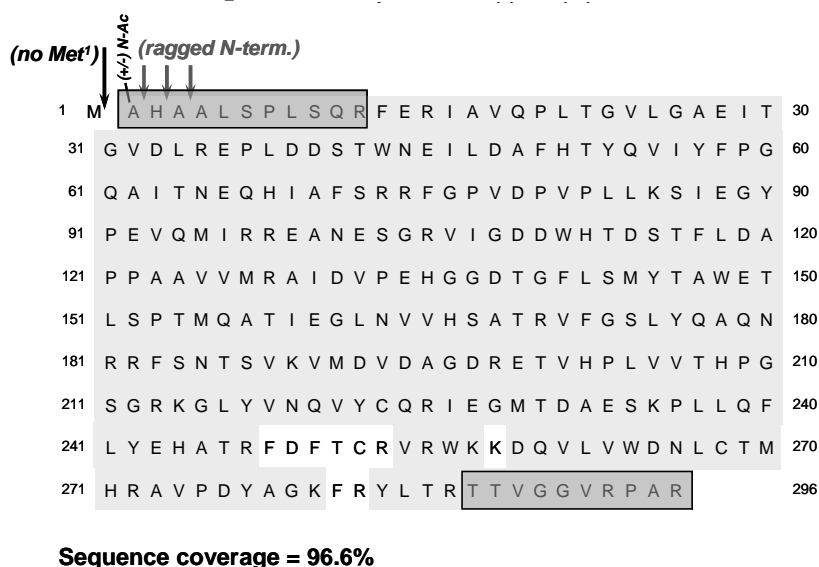 (no Met¹)
(+/-) N-Ac
(ragged N-term.)
1 M A H A A L S P L S Q R F E R I A V Q P L T G V L G A E I T 30
31 G V D L R E P L D D S T W N E I L D A F H T Y Q V I Y F P G 60
61 Q A I T N E Q H I A F S R R F G P V D P V P L L K S I E G Y 90
91 P E V Q M I R R E A N E S G R V I G D D W H T D S T F L D A 120
121 P P A A V V M R A I D V P E H G G D T G F L S M Y T A W E T 150
151 L S P T M Q A T I E G L N V V H S A T R V F G S L Y Q A Q N 180
181 R R F S N T S V K V M D V D A G D R E T V H P L V V T H P G 210
211 S G R K G L Y V N Q V Y C Q R I E G M T D A E S K P L L Q F 240
241 L Y E H A T R F D F T C R V R W K K D Q V L V W D N L C T M 270
271 H R A V P D Y A G K F R Y L T R T T V G G V R P A R 296
Sequence coverage = 96.6%